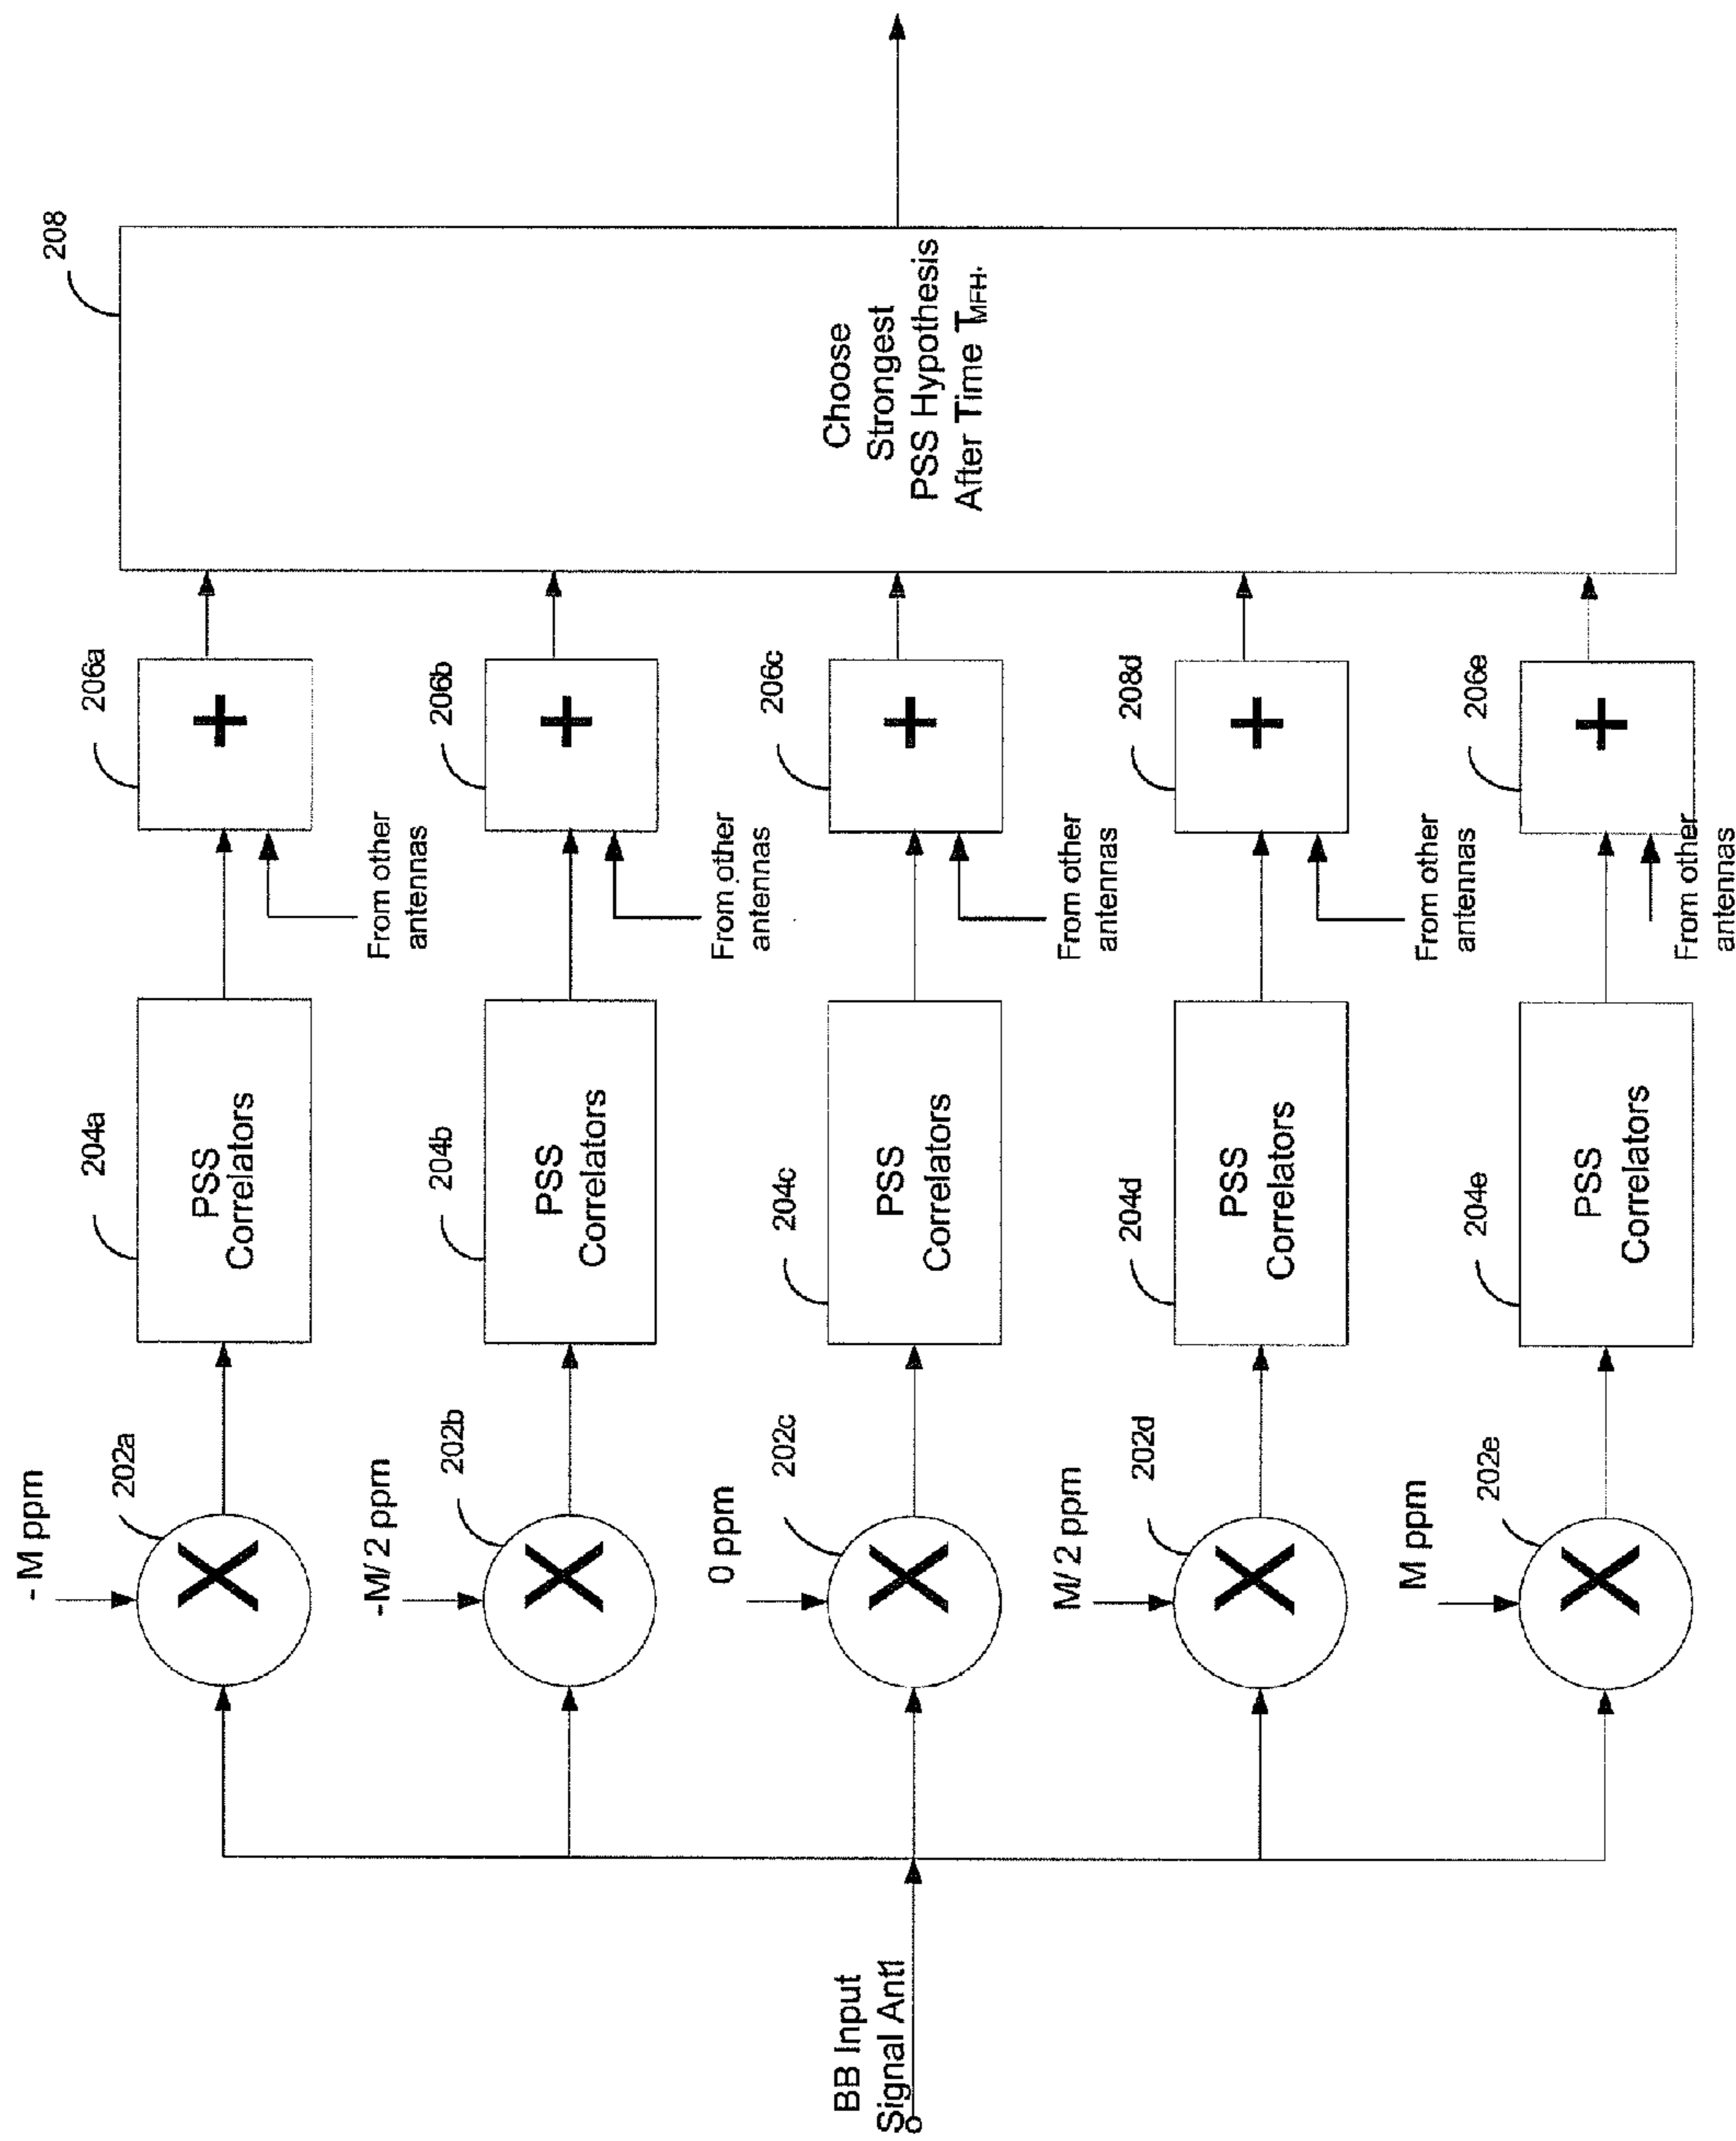 - M ppm
202a
204a
PSS
Correlators
206a
From other
antennas
-M/ 2 ppm
202b
204b
PSS
Correlators
206b
From other
antennas
BB Input
Signal Ant1
0 ppm
202c
204c
PSS
Correlators
206c
From other
antennas
M/ 2 ppm
202d
204d
PSS
Correlators
208d
From other
antennas
M ppm
202e
204e
PSS
Correlators
206e
From other
antennas
208
Choose
Strongest
PSS Hypothesis
After Time TMFH.
X
X
X
X
X
+
+
+
+
+